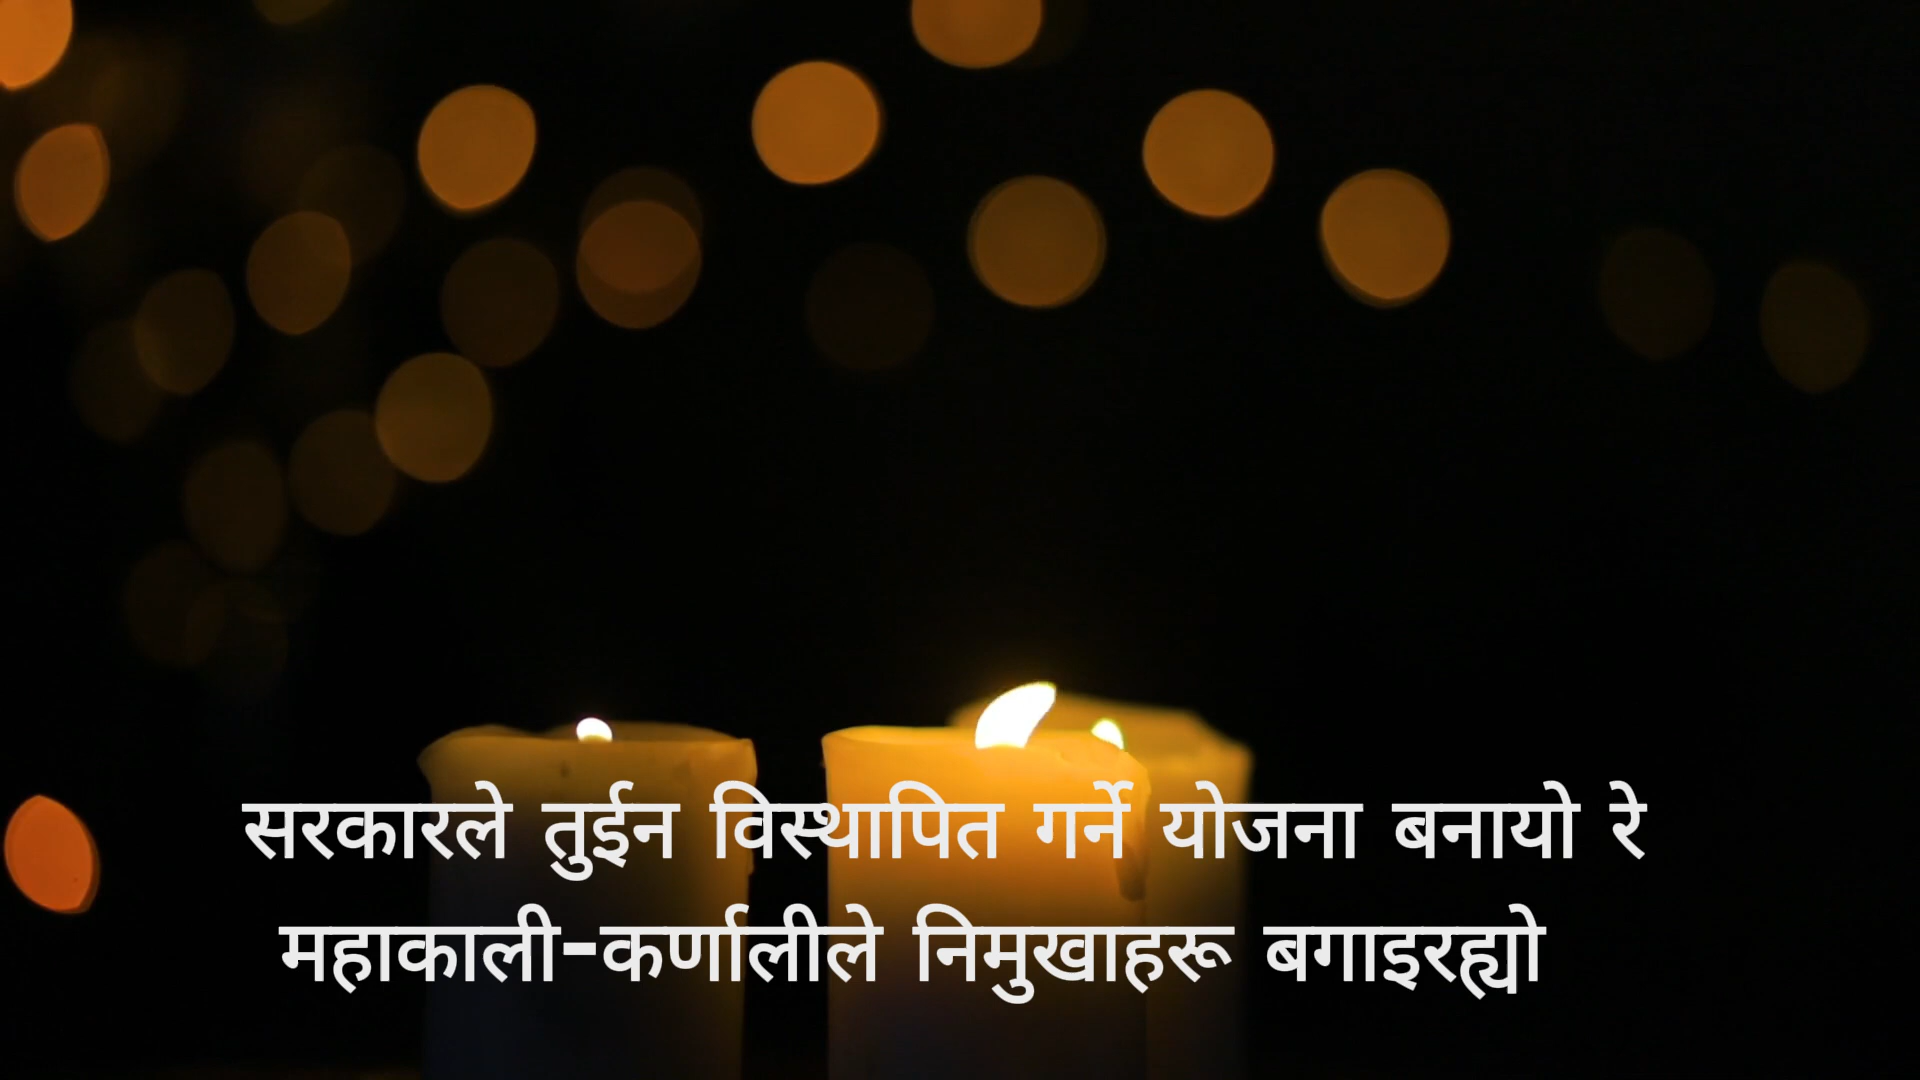 सरकारले तुईन विस्थापित गर्ने योजना बनायो रे
महाकाली-कर्णालीले निमुखाहरू बगाइरह्यो